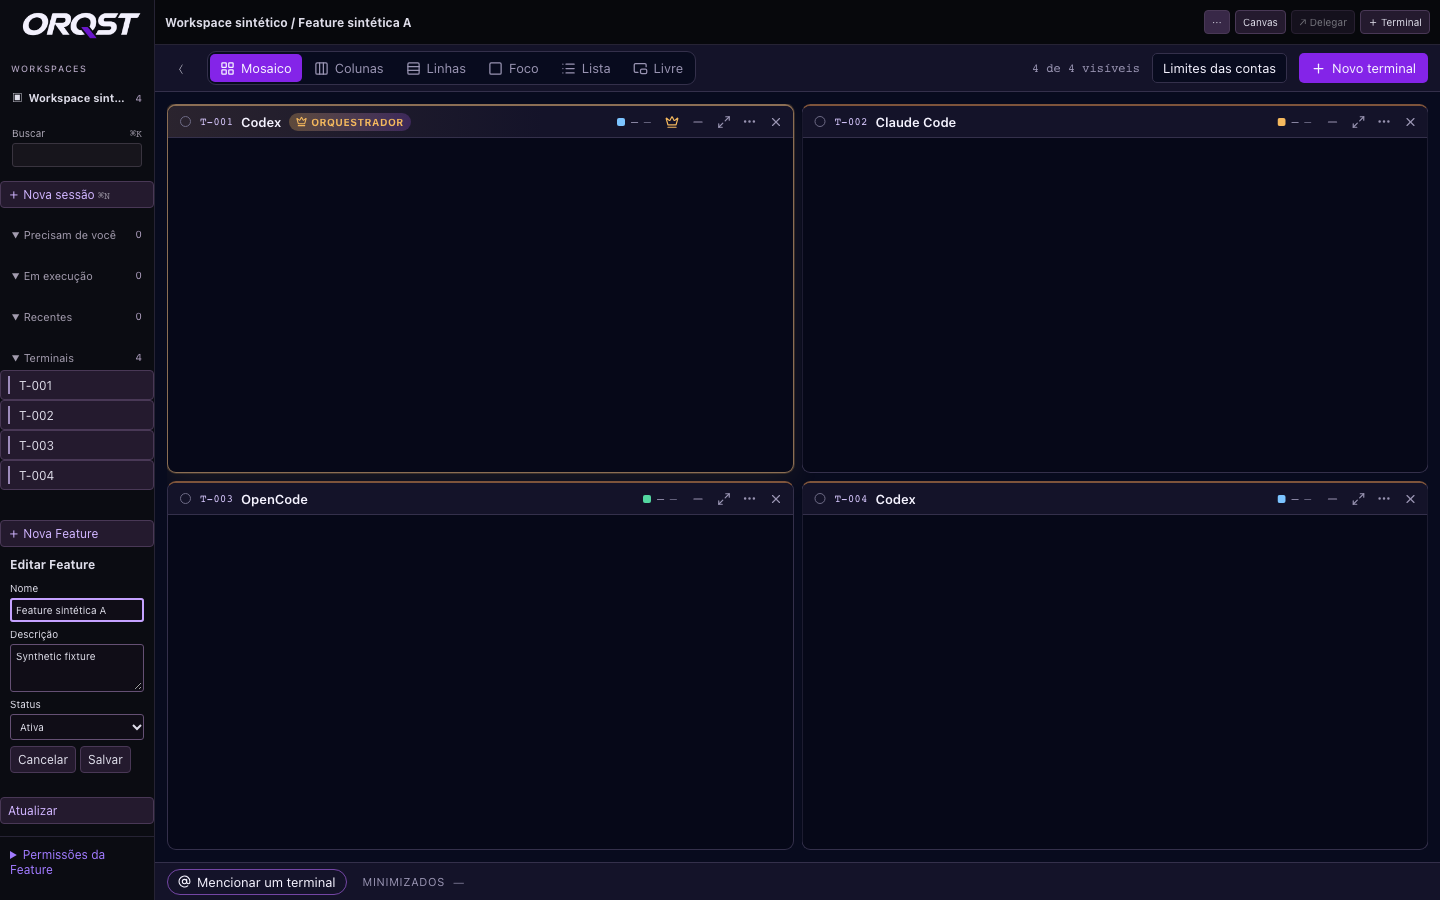 ORQST
WORKSPACES
Workspace sint... 4
Buscar ⌘K
+ Nova sessão ⌘N
▼ Precisam de você 0
▼ Em execução 0
▼ Recentes 0
▼ Terminais 4
T-001
T-002
T-003
T-004
+ Nova Feature
Editar Feature
Nome
Feature sintética A
Descrição
Synthetic fixture
Status
Ativa
Cancelar Salvar
Atualizar
▶ Permissões da
Feature
Workspace sintético / Feature sintética A
... Canvas ↗ Delegar + Terminal
Mosaico Colunas Linhas Foco Lista Livre
4 de 4 visíveis Limites das contas + Novo terminal
T-001 Codex ORQUESTRADOR — —
T-002 Claude Code — —
T-003 OpenCode — —
T-004 Codex — —
@ Mencionar um terminal MINIMIZADOS —